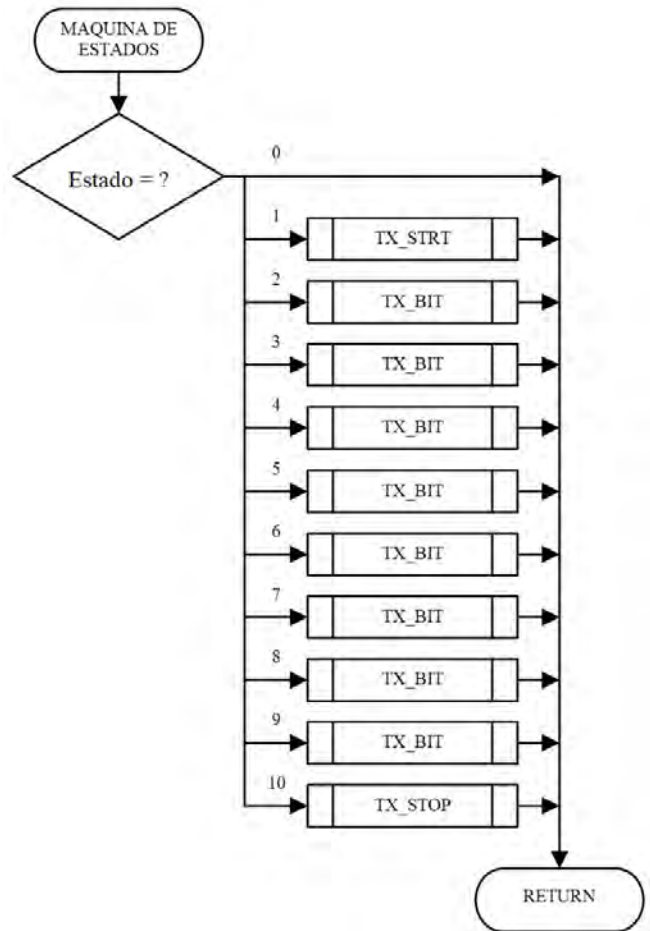 MAQUINA DE
ESTADOS
Estado = ?
0
1
TX_STRT
2
TX_BIT
3
TX_BIT
4
TX_BIT
5
TX_BIT
6
TX_BIT
7
TX_BIT
8
TX_BIT
9
TX_BIT
10
TX_STOP
RETURN